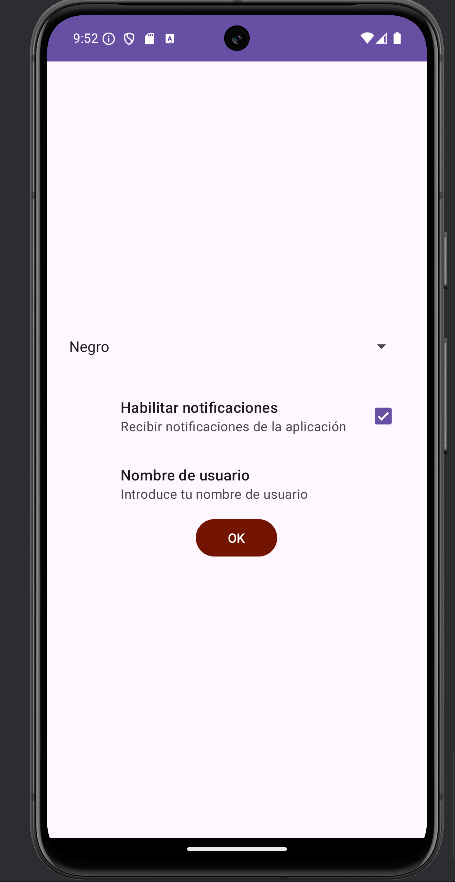 9:52
Negro
Habilitar notificaciones
Recibir notificaciones de la aplicación
Nombre de usuario
Introduce tu nombre de usuario
OK